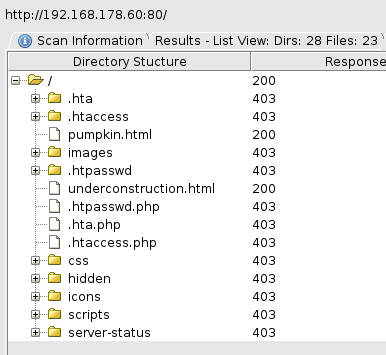 http://192.168.178.60:80/
Scan Information Results - List View: Dirs: 28 Files: 23
Directory Stucture Response
/ 200
.hta 403
.htaccess 403
pumpkin.html 200
images 403
.htpasswd 403
underconstruction.html 200
.htpasswd.php 403
.hta.php 403
.htaccess.php 403
css 403
hidden 403
icons 403
scripts 403
server-status 403